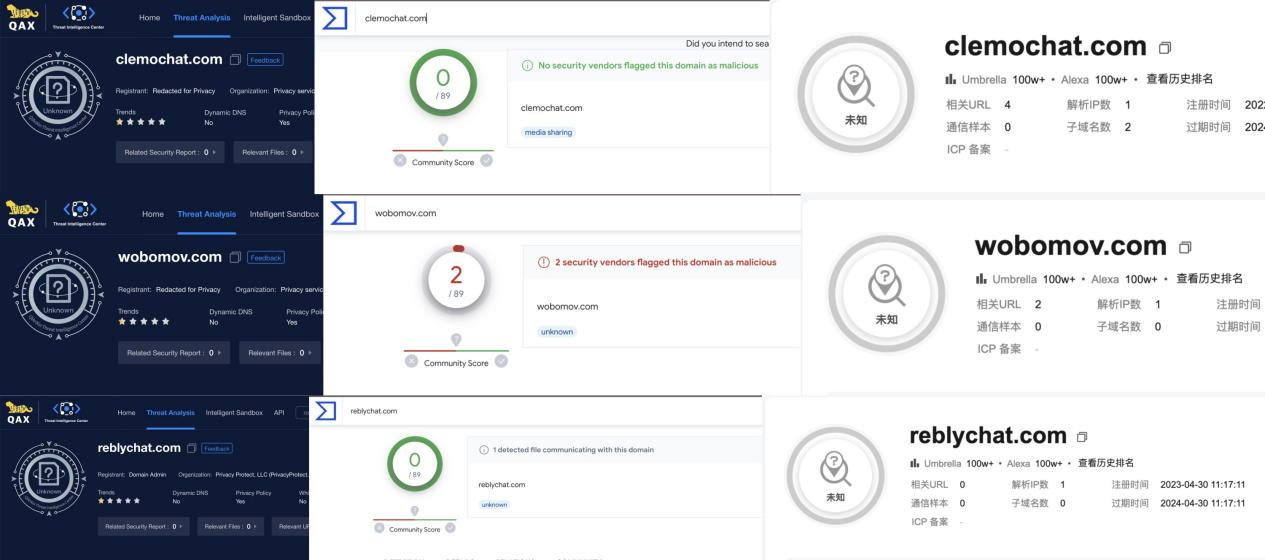 QAX
Threat Intelligence Center
Home Threat Analysis Intelligent Sandbox
clemochat.com Feedback
Unknown
Registrant: Redacted for Privacy Organization: Privacy servic
Trends Dynamic DNS Privacy Poli
No Yes
Related Security Report : 0 Relevant Files : 0
clemochat.com
Did you intend to sea
0
/ 89
No security vendors flagged this domain as malicious
clemochat.com
media sharing
Community Score
clemochat.com
Umbrella 100w+ • Alexa 100w+ • 查看历史排名
未知
相关URL 4 解析IP数 1 注册时间 202
通信样本 0 子域名数 2 过期时间 2024
ICP 备案 -
QAX
Threat Intelligence Center
Home Threat Analysis Intelligent Sandbox
wobomov.com Feedback
Unknown
Registrant: Redacted for Privacy Organization: Privacy servic
Trends Dynamic DNS Privacy Poli
No Yes
Related Security Report : 0 Relevant Files : 0
wobomov.com
2
/ 89
2 security vendors flagged this domain as malicious
wobomov.com
unknown
Community Score
wobomov.com
Umbrella 100w+ • Alexa 100w+ • 查看历史排名
未知
相关URL 2 解析IP数 1 注册时间
通信样本 0 子域名数 0 过期时间
ICP 备案 -
QAX
Threat Intelligence Center
Home Threat Analysis Intelligent Sandbox API
reblychat.com Feedback
Unknown
Registrant: Domain Admin Organization: Privacy Protect, LLC (PrivacyProtect.
Trends Dynamic DNS Privacy Policy Who
No Yes No
Related Security Report : 0 Relevant Files : 0 Relevant UR
reblychat.com
0
/ 89
1 detected file communicating with this domain
reblychat.com
unknown
Community Score
reblychat.com
Umbrella 100w+ • Alexa 100w+ • 查看历史排名
未知
相关URL 0 解析IP数 1 注册时间 2023-04-30 11:17:11
通信样本 0 子域名数 0 过期时间 2024-04-30 11:17:11
ICP 备案 -